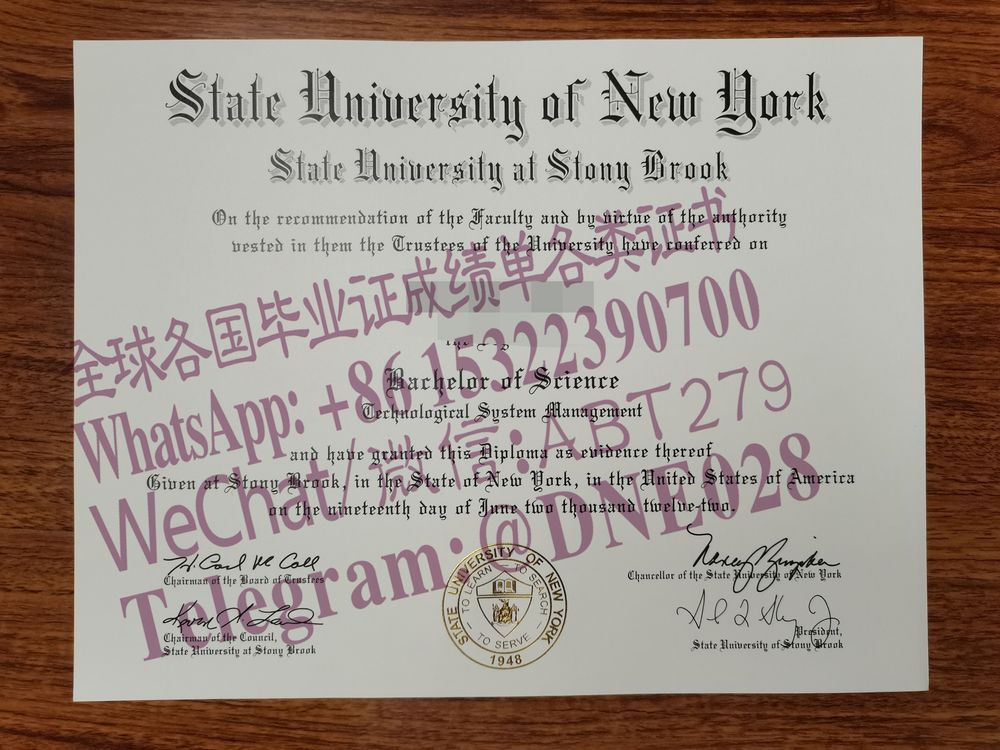 State University of New York
State University at Stony Brook
On the recommendation of the Faculty and by virtue of the authority
vested in them the Trustees of the University have conferred on
全球各国毕业证成绩单各类证书
WhatsApp: +86 15322390700
Bachelor of Science
Technological System Management
WeChat/微信:ABT279
and have granted this Diploma as evidence thereof
Given at Stony Brook, in the State of New York, in the United States of America
on the nineteenth day of June two thousand twelve-two.
Telegram:@DNE028
H. Carl McCall
Chairman of the Board of Trustees
Chancellor of the State University of New York
Chairman of the Council,
State University at Stony Brook
President,
State University of Stony Brook
STATE UNIVERSITY OF NEW YORK
TO LEARN – TO SEARCH – TO SERVE
1948